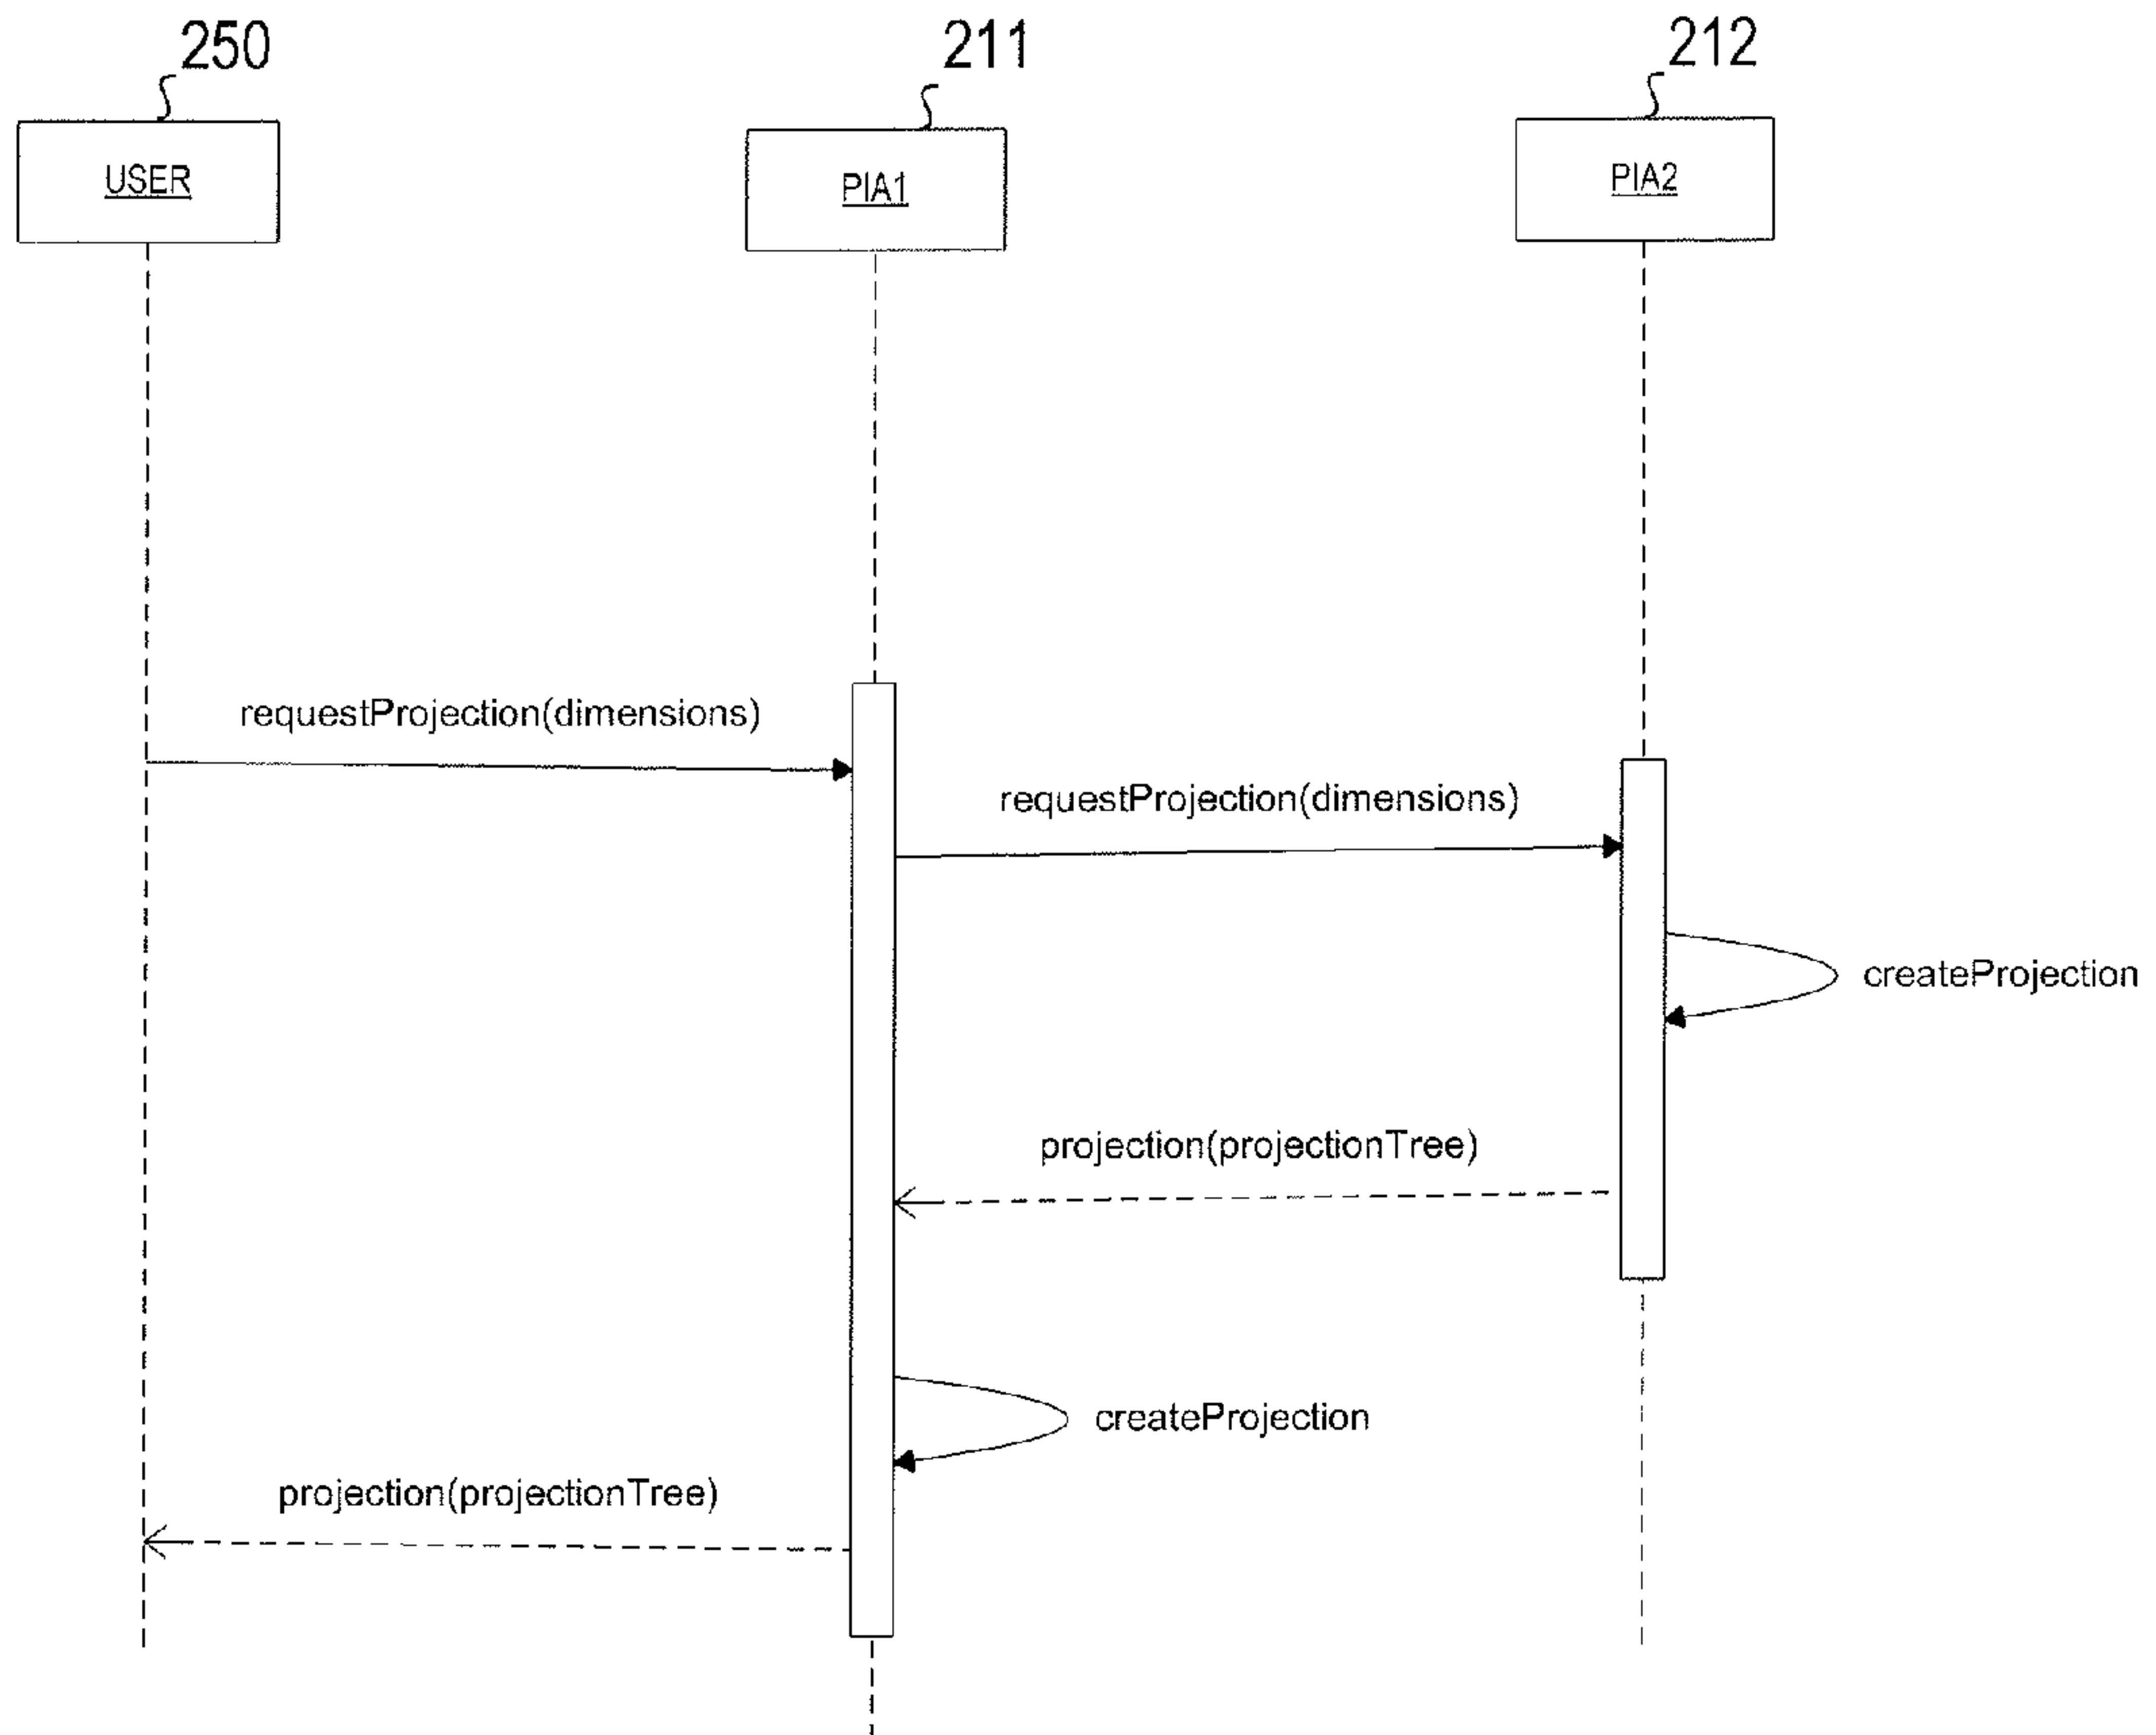 250
211
212
USER
PIA1
PIA2
requestProjection(dimensions)
requestProjection(dimensions)
createProjection
projection(projectionTree)
createProjection
projection(projectionTree)